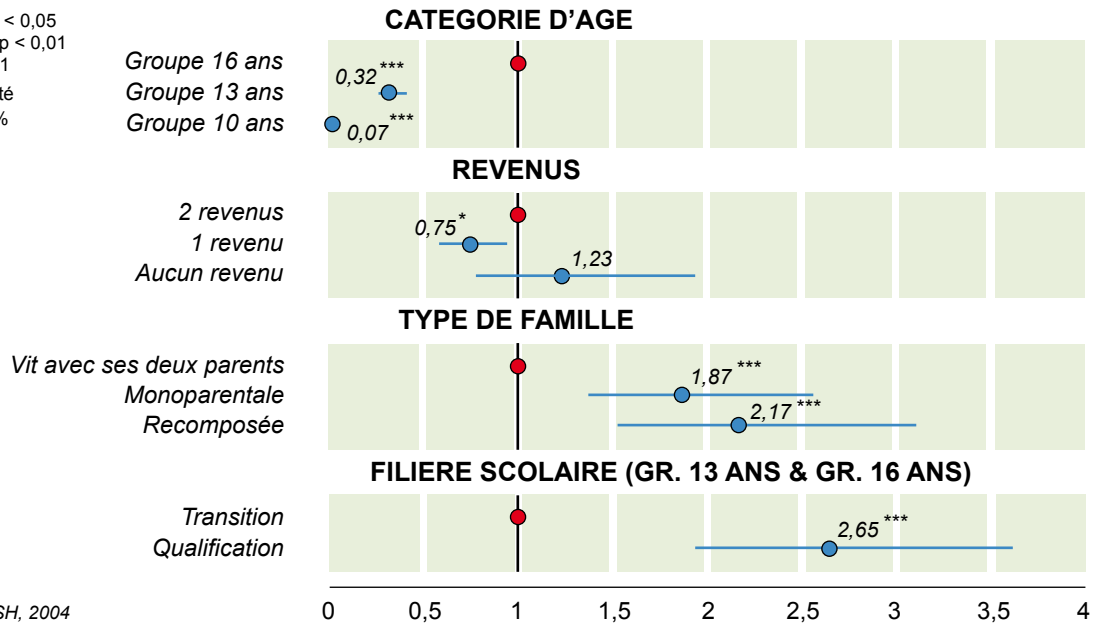 < 0,05
p < 0,01
1
té
%
CATEGORIE D’AGE
Groupe 16 ans
Groupe 13 ans
0,32***
Groupe 10 ans
0,07***
REVENUS
2 revenus
1 revenu
0,75*
Aucun revenu
1,23
TYPE DE FAMILLE
Vit avec ses deux parents
Monoparentale
1,87 ***
Recomposée
2,17 ***
FILIERE SCOLAIRE (GR. 13 ANS & GR. 16 ANS)
Transition
Qualification
2,65 ***
0 0,5 1 1,5 2 2,5 3 3,5 4
SH, 2004